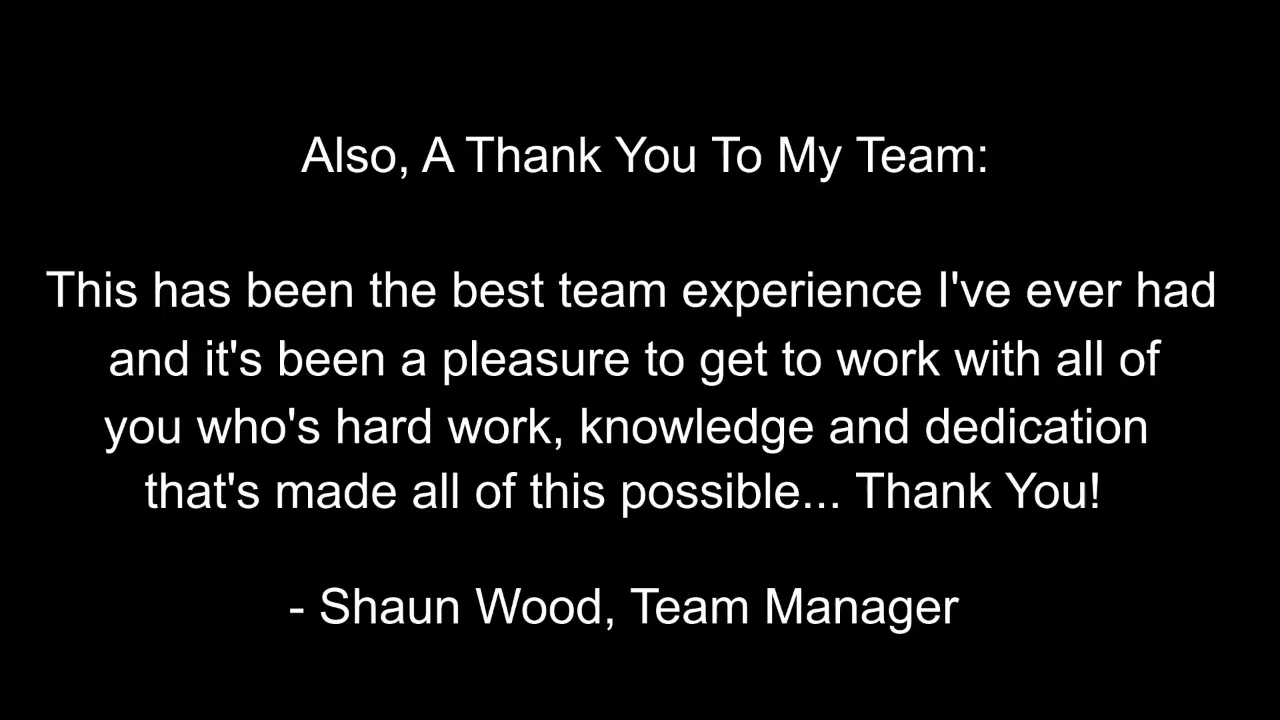 Also, A Thank You To My Team:
This has been the best team experience I've ever had
and it's been a pleasure to get to work with all of
you who's hard work, knowledge and dedication
that's made all of this possible... Thank You!
- Shaun Wood, Team Manager